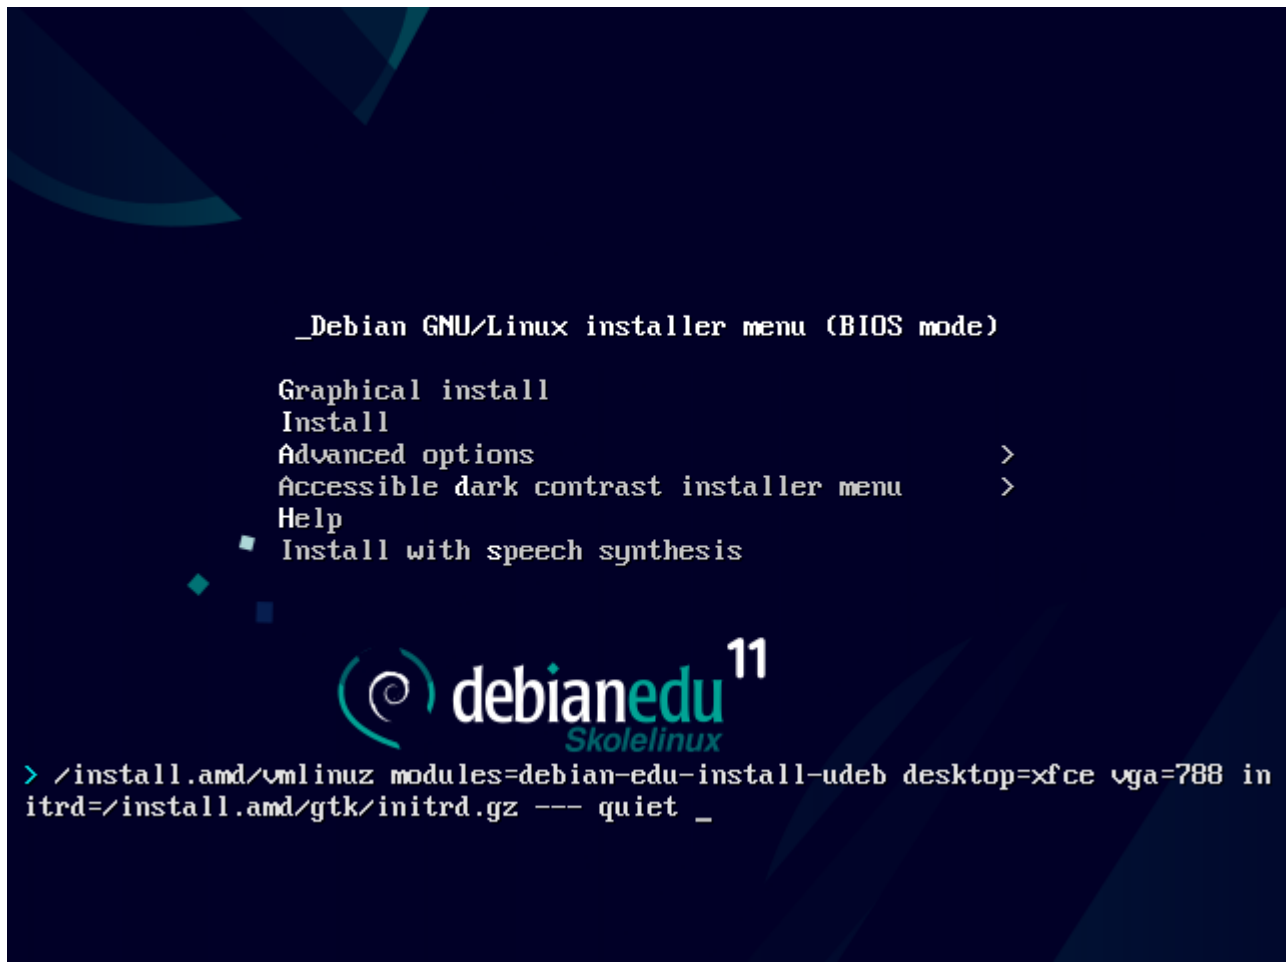 _Debian GNU/Linux installer menu (BIOS mode)
Graphical install
Install
Advanced options >
Accessible dark contrast installer menu >
Help
Install with speech synthesis
debianedu 11
Skolelinux
> /install.amd/vmlinuz modules=debian-edu-install-udeb desktop=xfce vga=788 in
itrd=/install.amd/gtk/initrd.gz --- quiet _